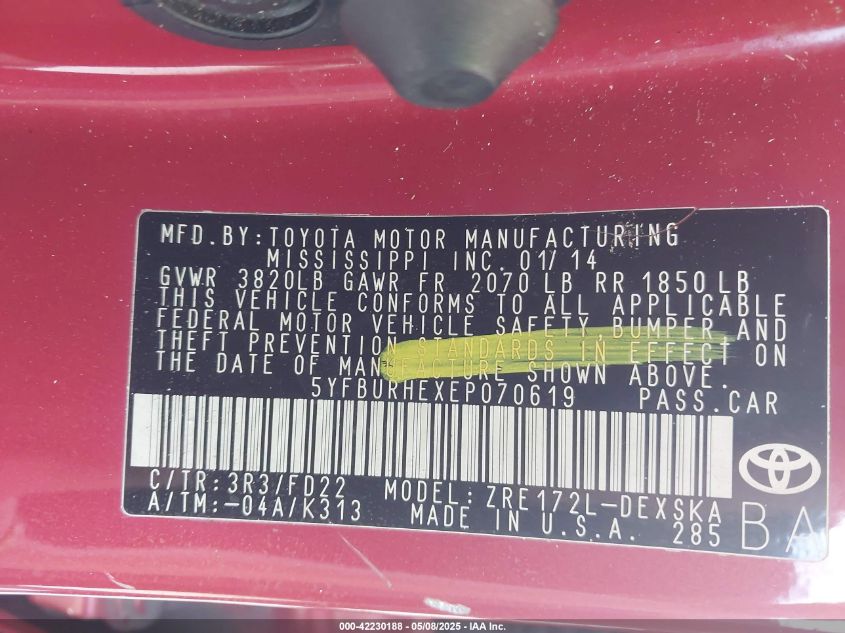 MFD.BY:TOYOTA MOTOR MANUFACTURING
MISSISSIPPI INC. 01/14
GVWR 3820LB GAWR FR 2070 LB RR 1850LB
THIS VEHICLE CONFORMS TO ALL APPLICABLE
FEDERAL MOTOR VEHICLE SAFETY,BUMPER,AND
THEFT PREVENTION STANDARDS IN EFFECT ON
THE DATE OF MANUFACTURE SHOWN ABOVE.
5YFBURHEXEP070619 PASS.CAR
C/TR:3R3/FD22 MODEL:ZRE172L-DEXSKA
A/TM:-04A/K313 MADE IN U.S.A. 285
BA
000-42230188 - 05/08/2025 - IAA Inc.